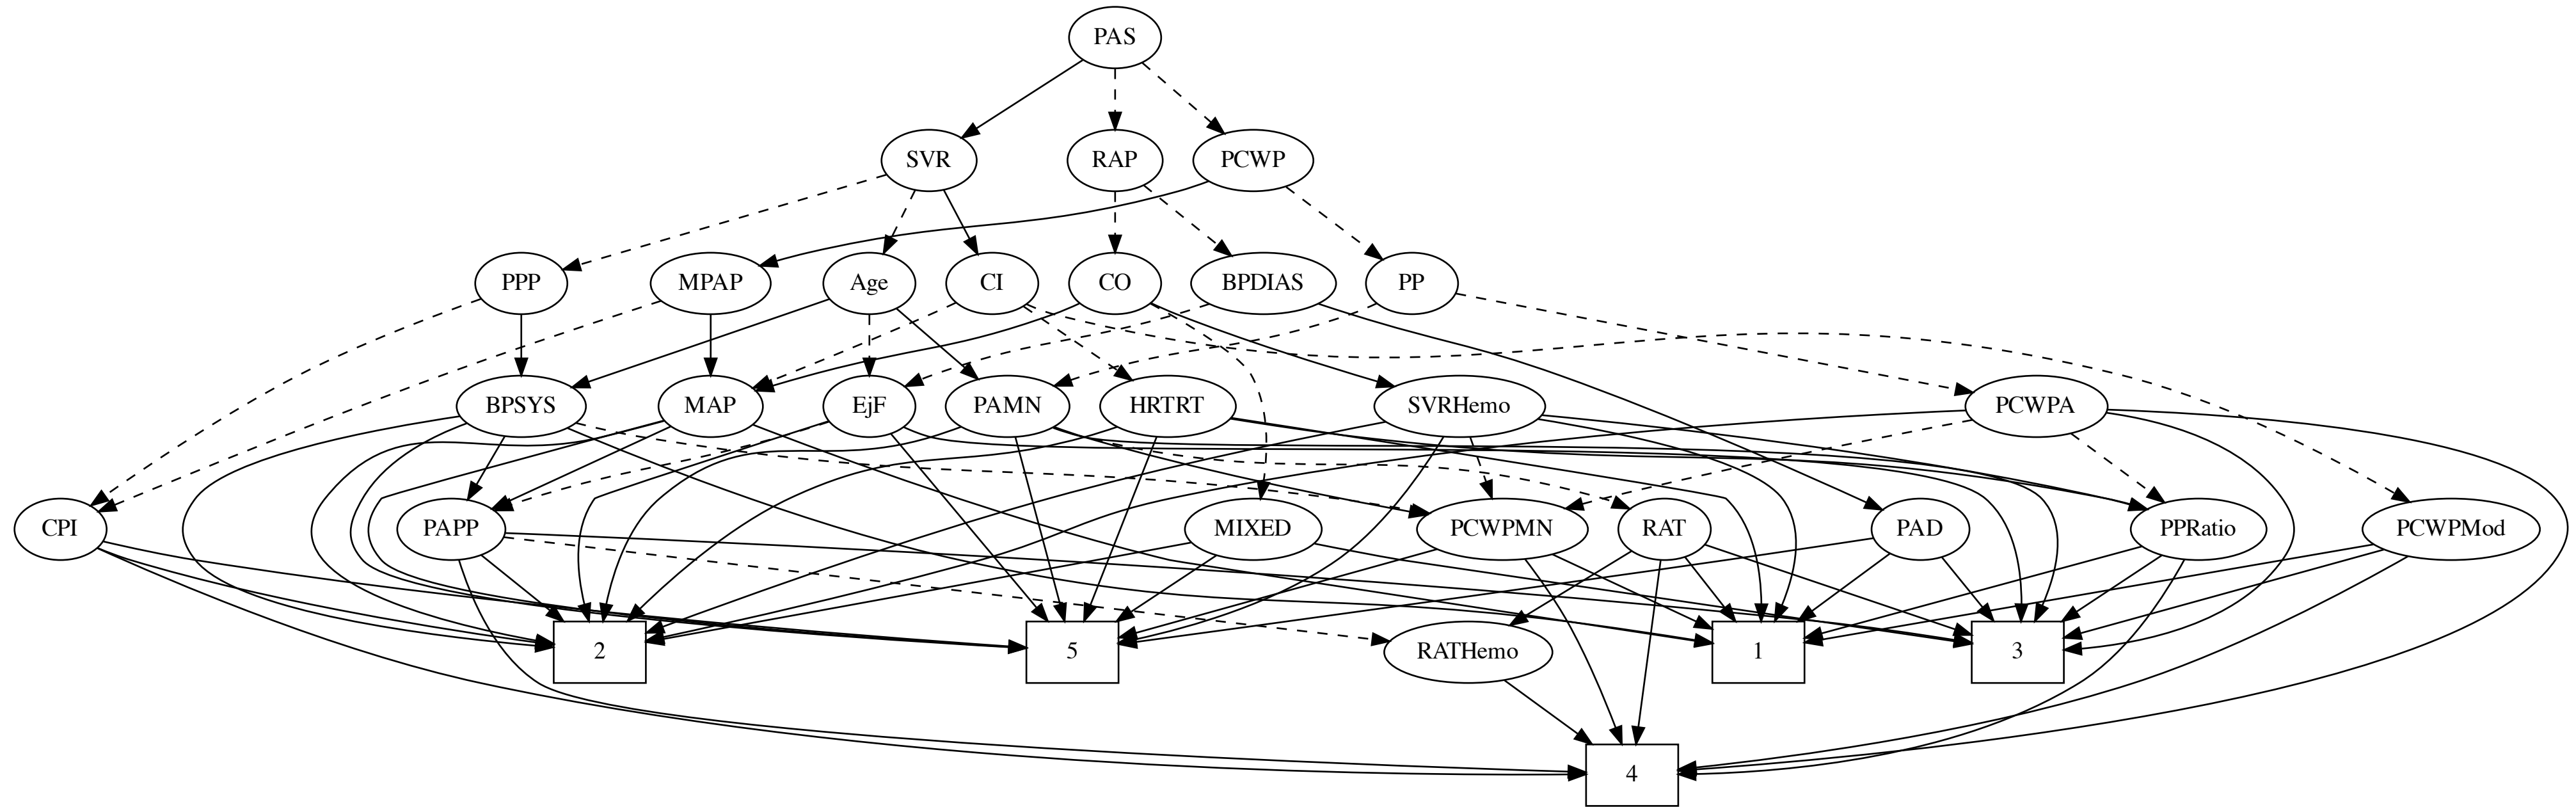 PAS
SVR
RAP
PCWP
PPP
MPAP
Age
CI
CO
BPDIAS
PP
BPSYS
MAP
EjF
PAMN
HRTRT
SVRHemo
PCWPA
CPI
PAPP
MIXED
PCWPMN
RAT
PAD
PPRatio
PCWPMod
2
5
RATHemo
1
3
4